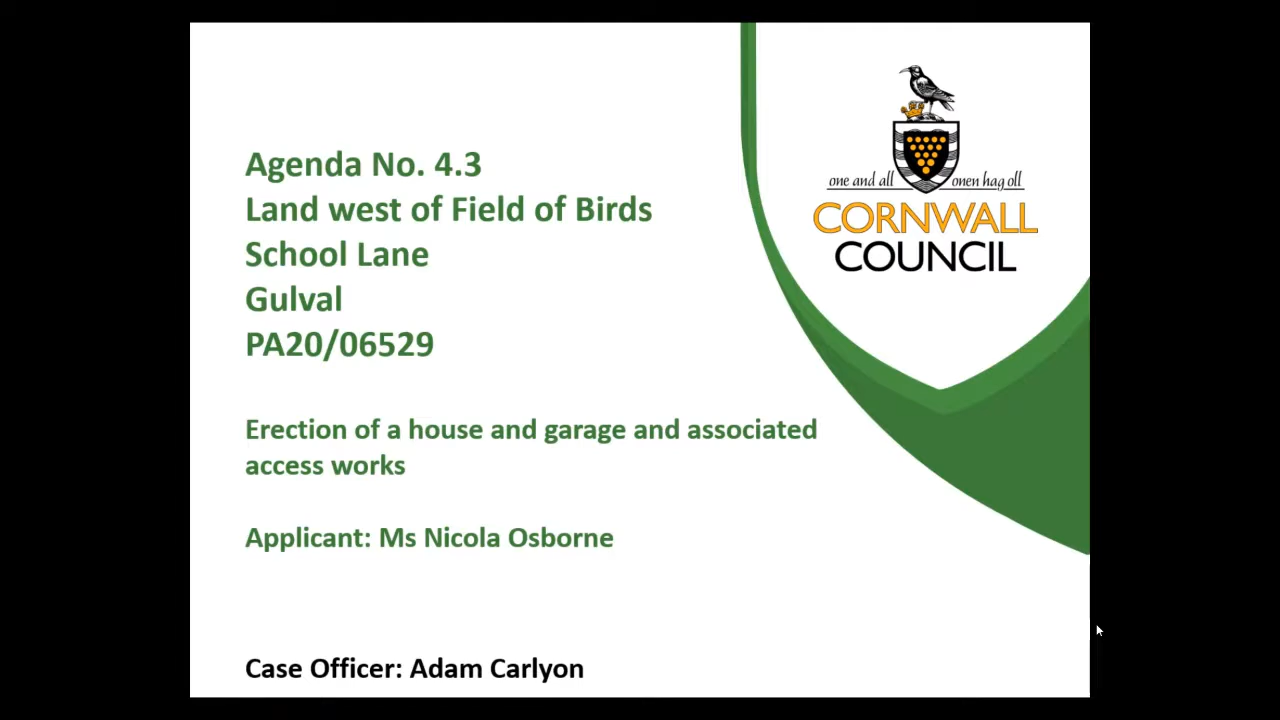 Agenda No. 4.3
Land west of Field of Birds
School Lane
Gulval
PA20/06529
Erection of a house and garage and associated
access works
Applicant: Ms Nicola Osborne
Case Officer: Adam Carlyon
one and all onen hag oll
CORNWALL
COUNCIL